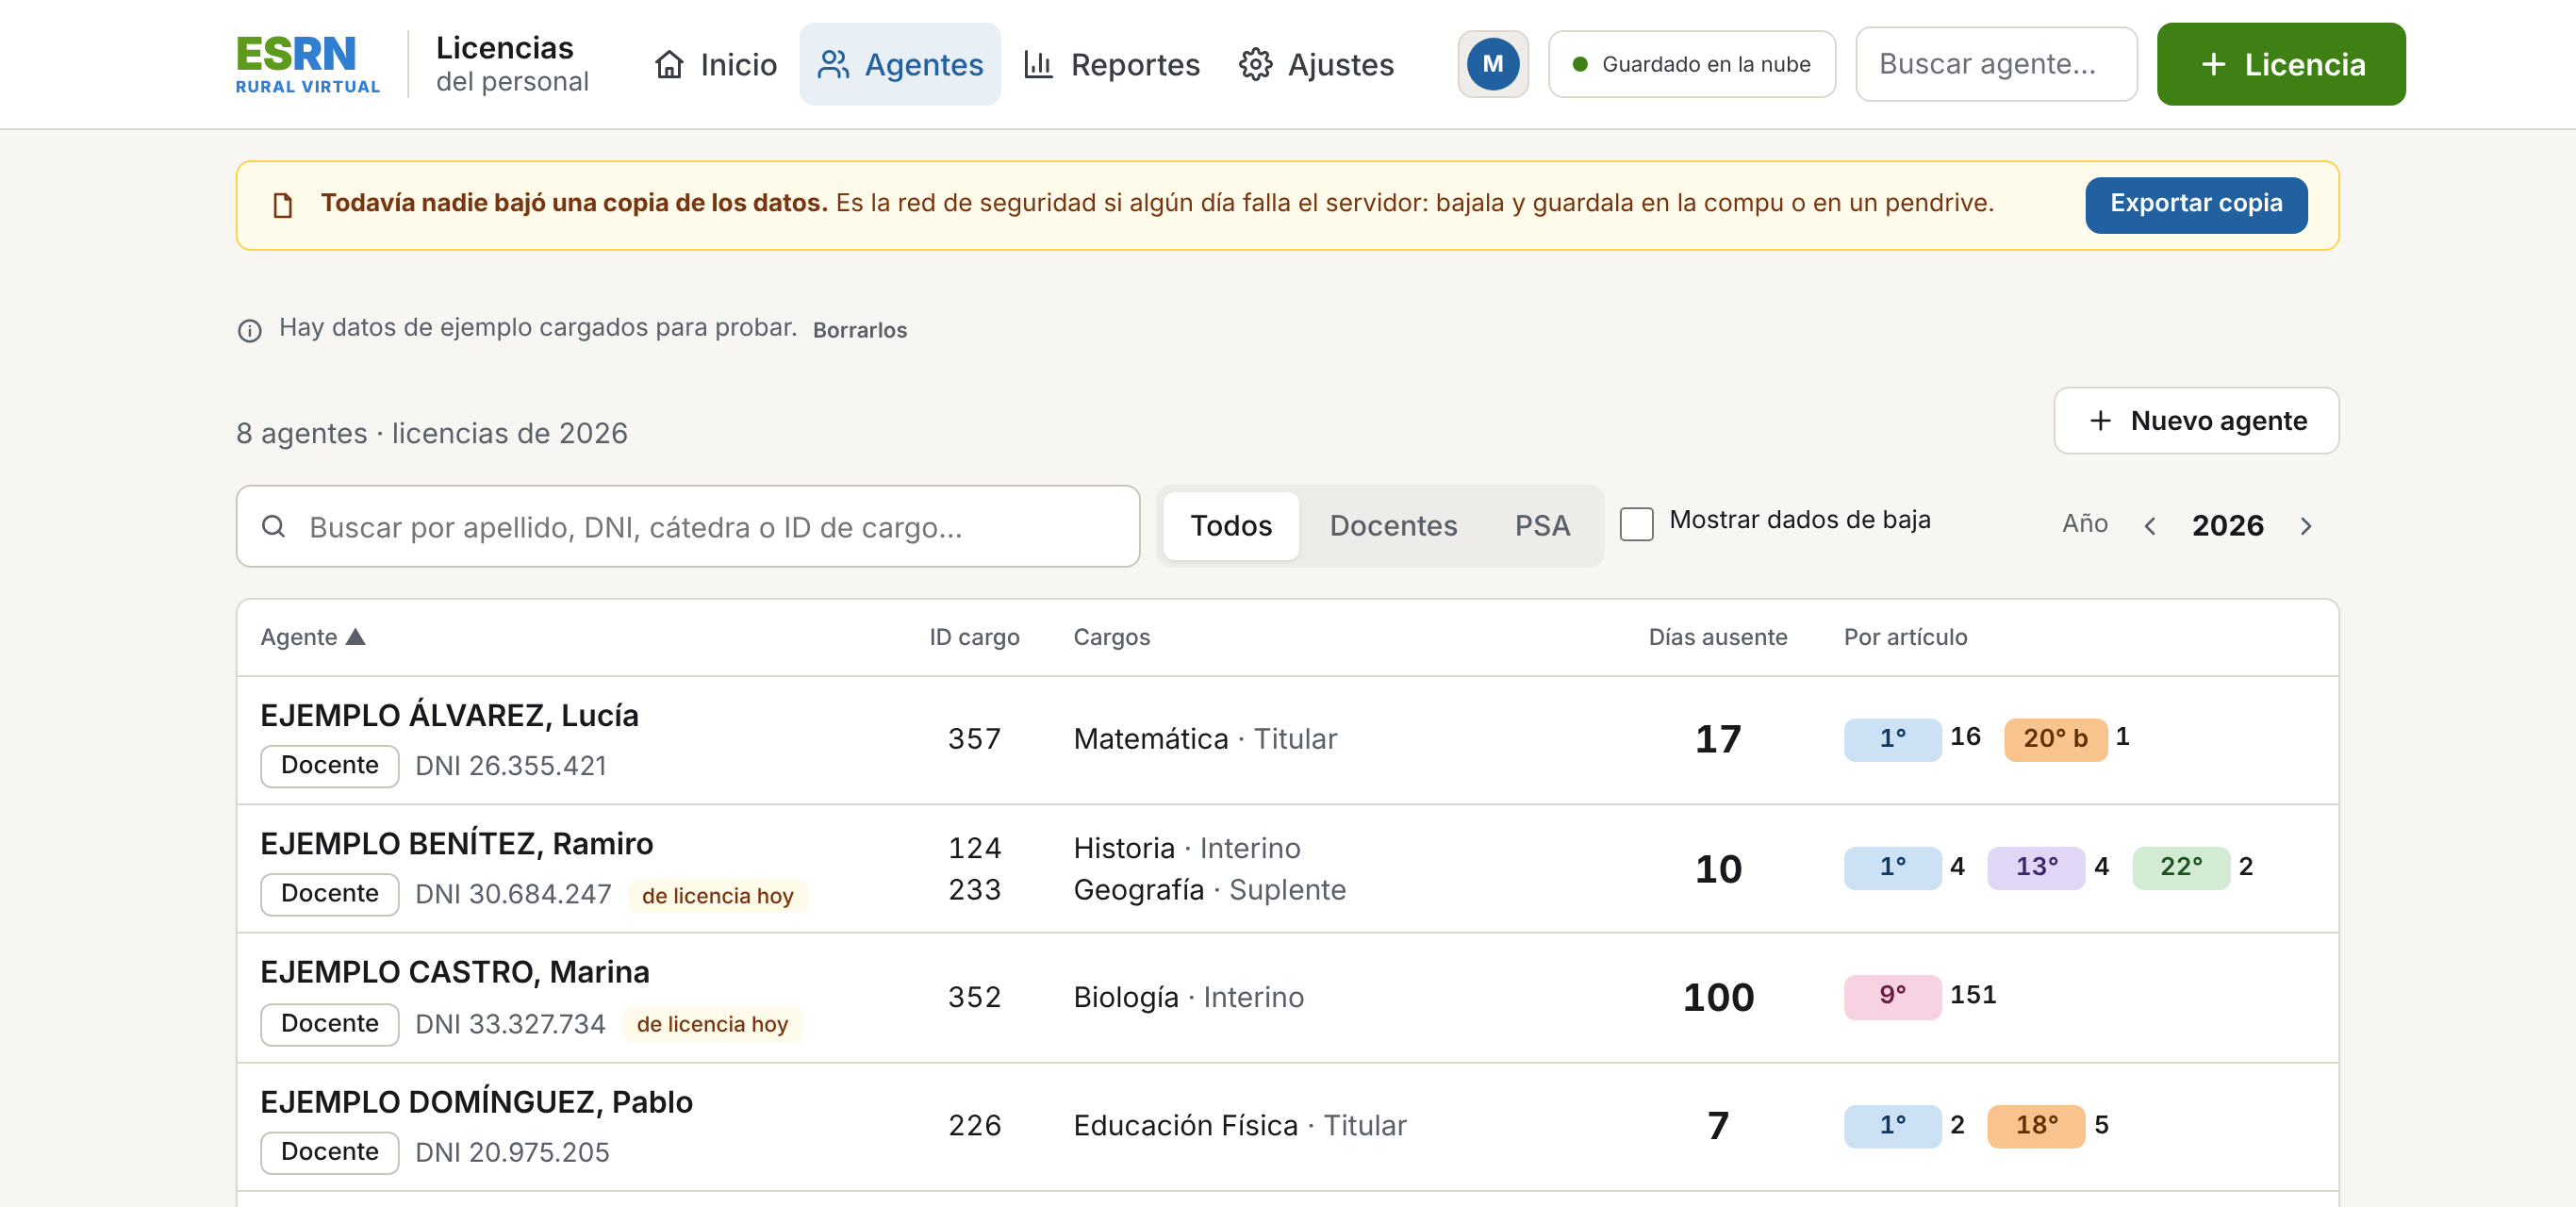 ESRN
RURAL VIRTUAL
Licencias
del personal
Inicio
Agentes
Reportes
Ajustes
M
Guardado en la nube
Buscar agente...
+ Licencia
Todavía nadie bajó una copia de los datos. Es la red de seguridad si algún día falla el servidor: bajala y guardala en la compu o en un pendrive.
Exportar copia
Hay datos de ejemplo cargados para probar. Borrarlos
8 agentes · licencias de 2026
+ Nuevo agente
Buscar por apellido, DNI, cátedra o ID de cargo...
Todos
Docentes
PSA
Mostrar dados de baja
Año
2026
Agente ▲
ID cargo
Cargos
Días ausente
Por artículo
EJEMPLO ÁLVAREZ, Lucía
Docente DNI 26.355.421
357
Matemática · Titular
17
1° 16 20° b 1
EJEMPLO BENÍTEZ, Ramiro
Docente DNI 30.684.247 de licencia hoy
124
Historia · Interino
233
Geografía · Suplente
10
1° 4 13° 4 22° 2
EJEMPLO CASTRO, Marina
Docente DNI 33.327.734 de licencia hoy
352
Biología · Interino
100
9° 151
EJEMPLO DOMÍNGUEZ, Pablo
Docente DNI 20.975.205
226
Educación Física · Titular
7
1° 2 18° 5